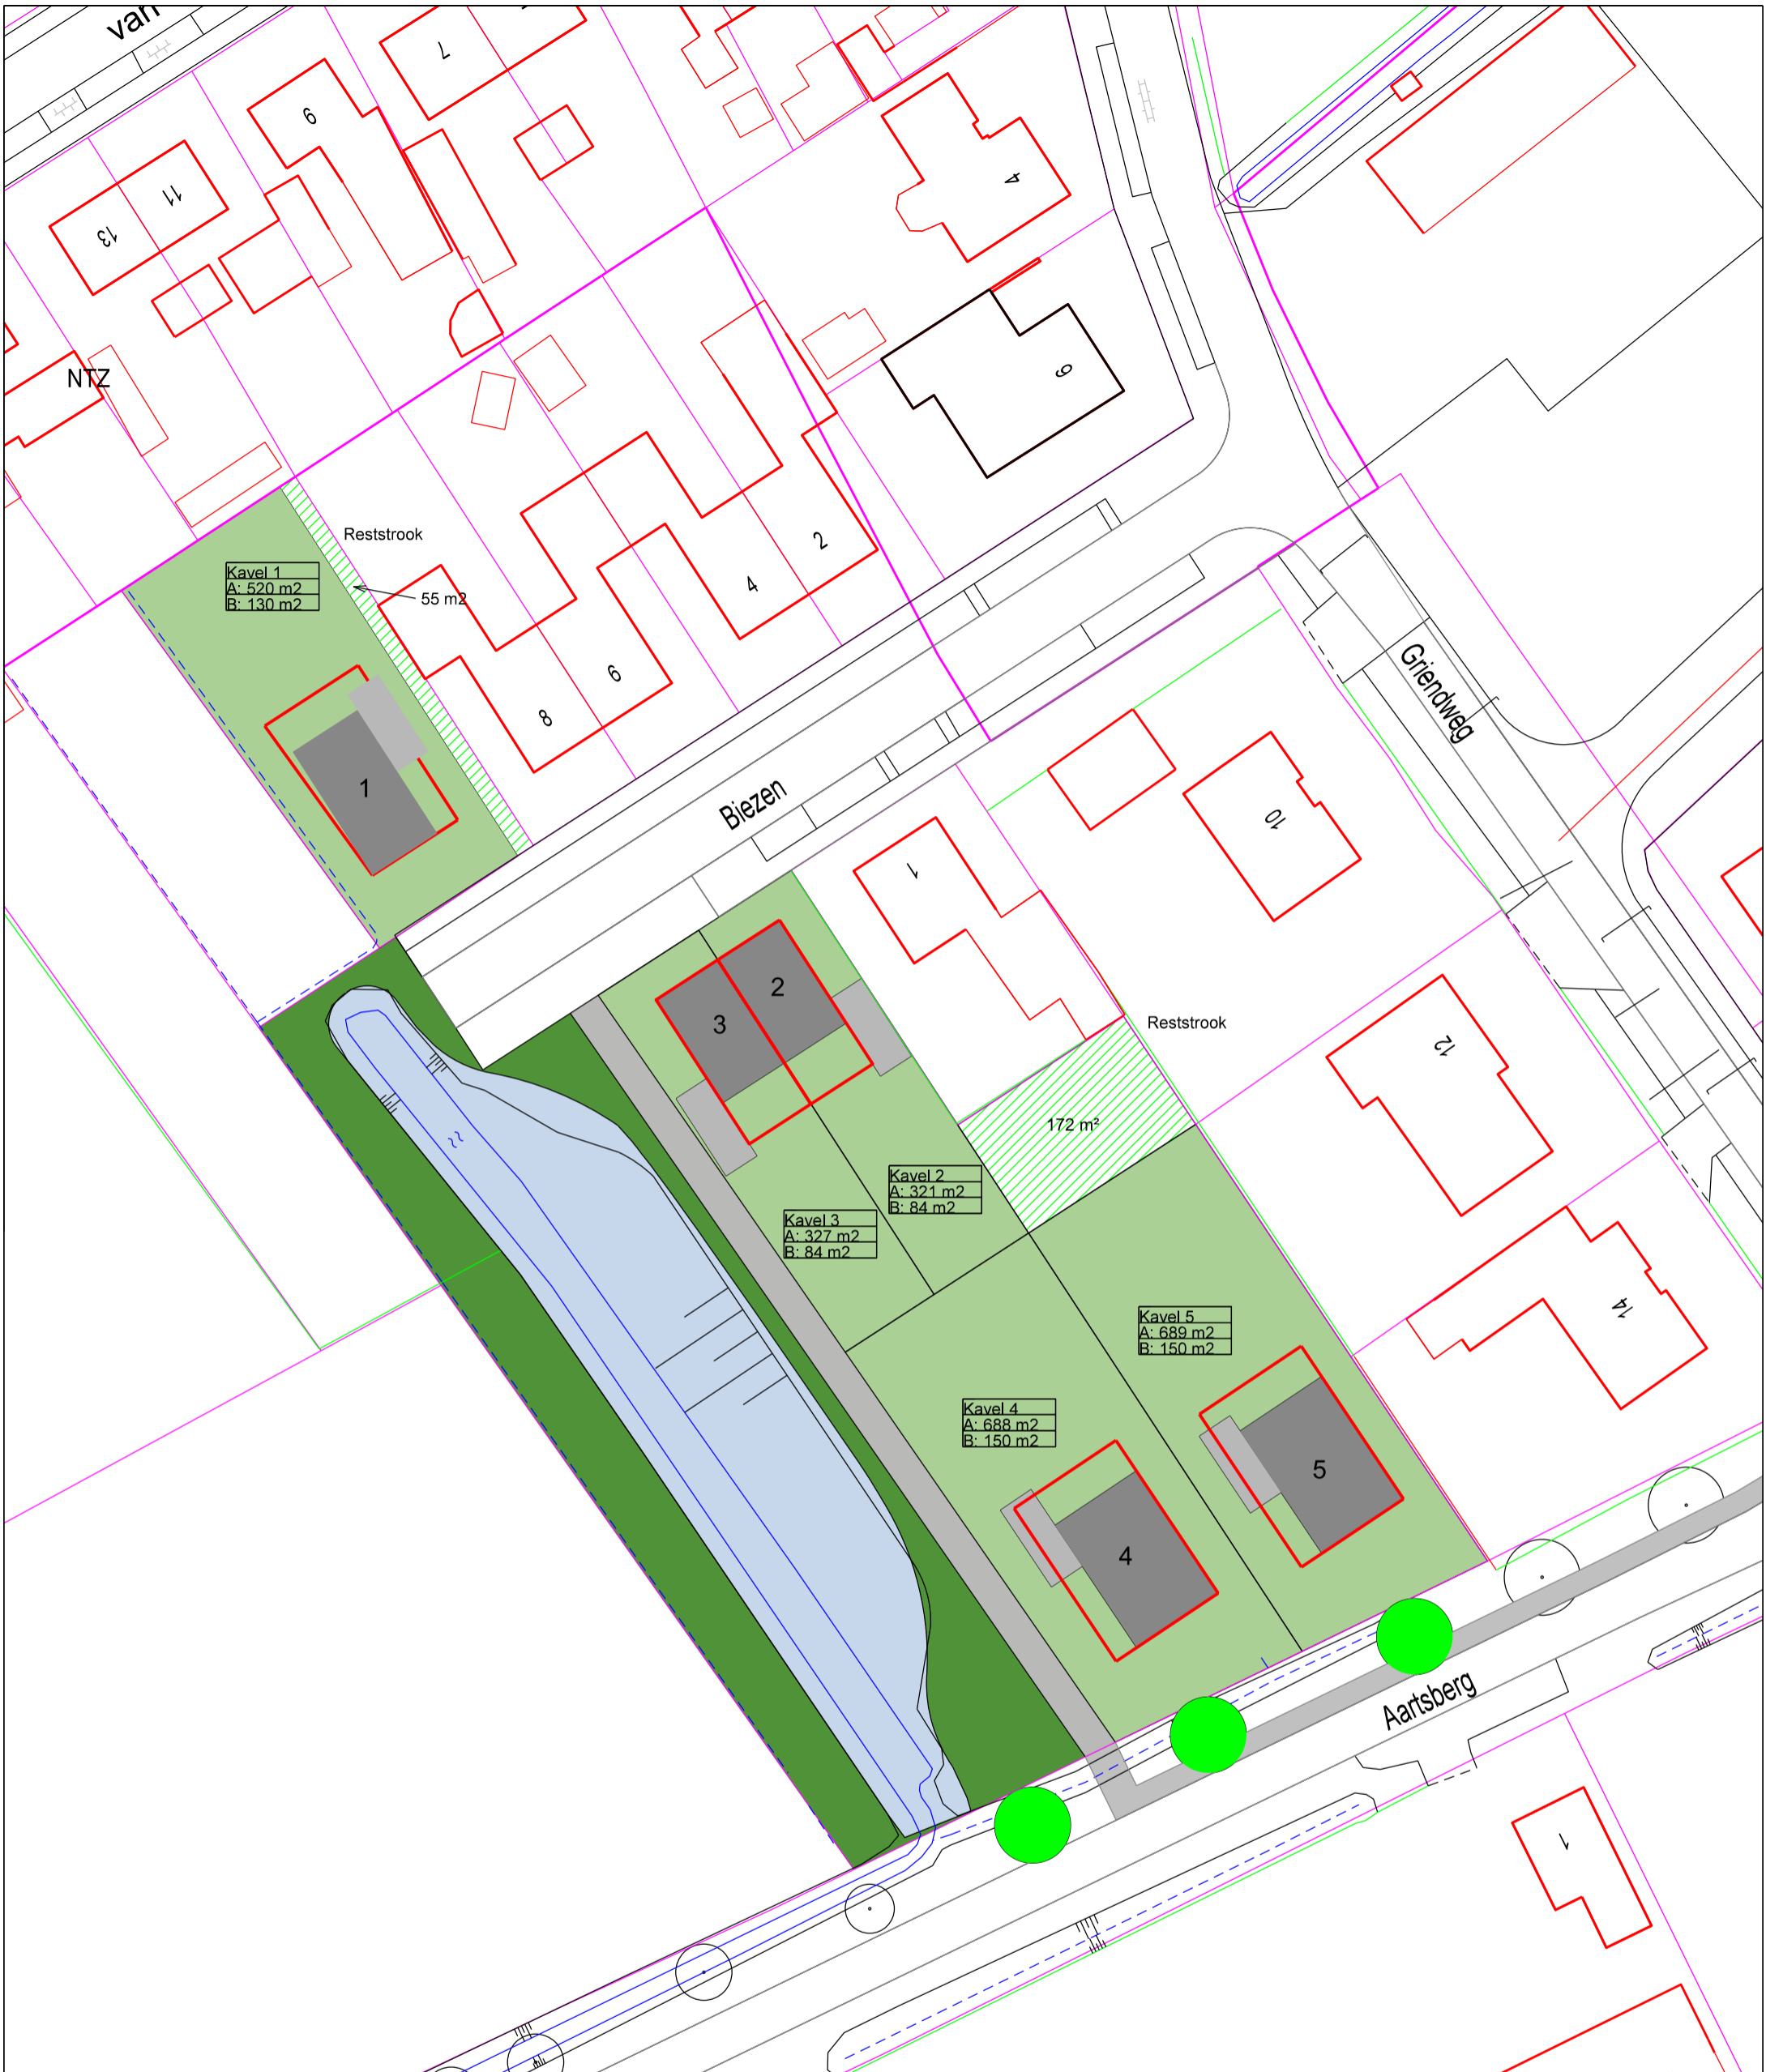 van
7
9
11
13
4
NTZ
6
Reststrook
Kavel 1
A: 520 m2
B: 130 m2
55 m2
2
4
6
8
Griendweg
1
Biezen
10
1
2
3
Reststrook
12
172 m²
Kavel 2
A: 321 m2
B: 84 m2
Kavel 3
A: 327 m2
B: 84 m2
14
Kavel 5
A: 689 m2
B: 150 m2
Kavel 4
A: 688 m2
B: 150 m2
5
4
Aartsberg
1